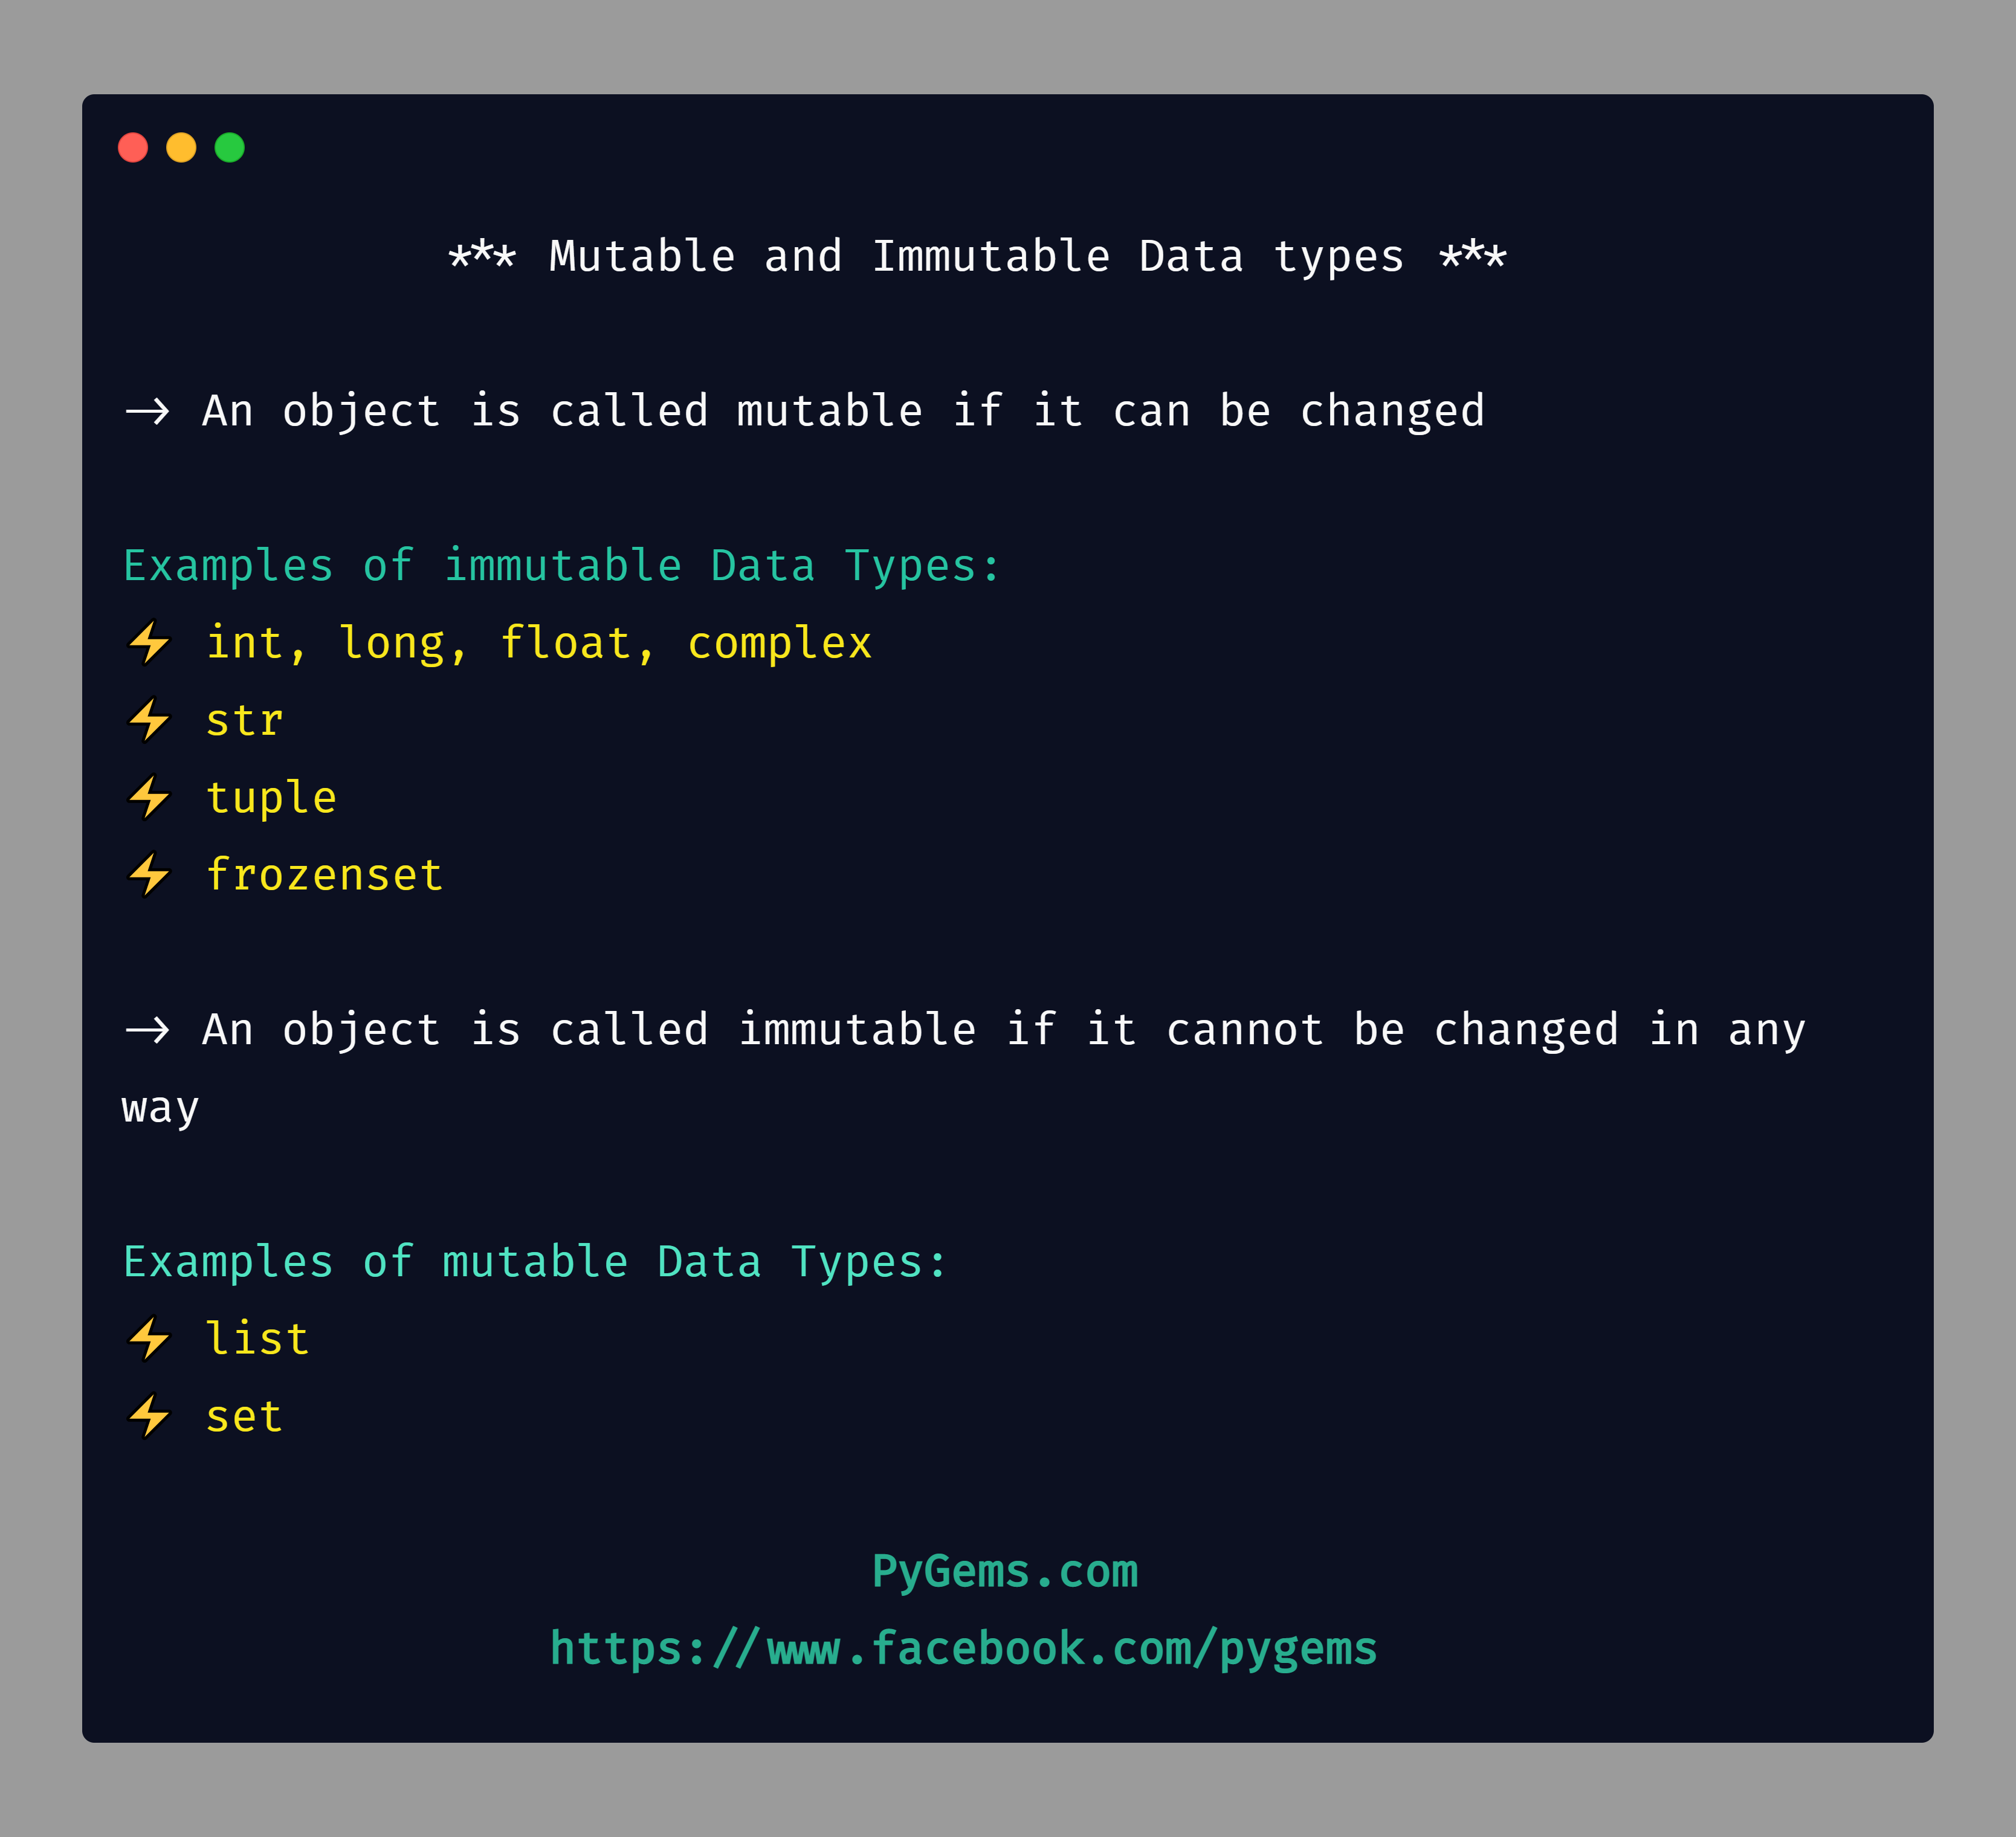 *** Mutable and Immutable Data types ***
→ An object is called mutable if it can be changed
Examples of immutable Data Types:
⚡ int, long, float, complex
⚡ str
⚡ tuple
⚡ frozenset
→ An object is called immutable if it cannot be changed in any
way
Examples of mutable Data Types:
⚡ list
⚡ set
PyGems.com
https://www.facebook.com/pygems